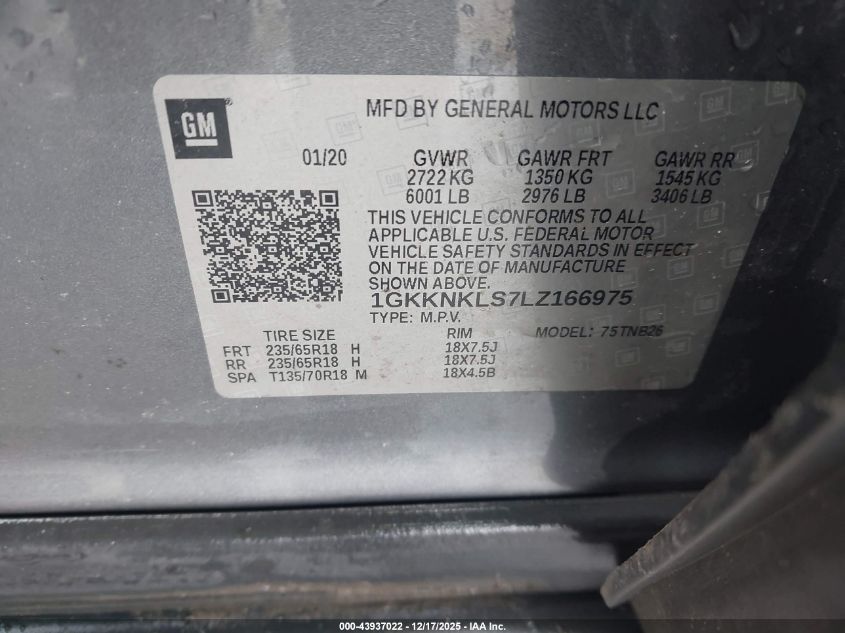 GM
MFD BY GENERAL MOTORS LLC
01/20 GVWR GAWR FRT GAWR RR
2722 KG 1350 KG 1545 KG
6001 LB 2976 LB 3406 LB
THIS VEHICLE CONFORMS TO ALL
APPLICABLE U.S. FEDERAL MOTOR
VEHICLE SAFETY STANDARDS IN EFFECT
ON THE DATE OF MANUFACTURE
SHOWN ABOVE.
1GKKNKLS7LZ166975
TYPE: M.P.V.
TIRE SIZE RIM MODEL: 75TNB26
FRT 235/65R18 H 18X7.5J
RR 235/65R18 H 18X7.5J
SPA T135/70R18 M 18X4.5B
000-43937022 - 12/17/2025 - IAA Inc.